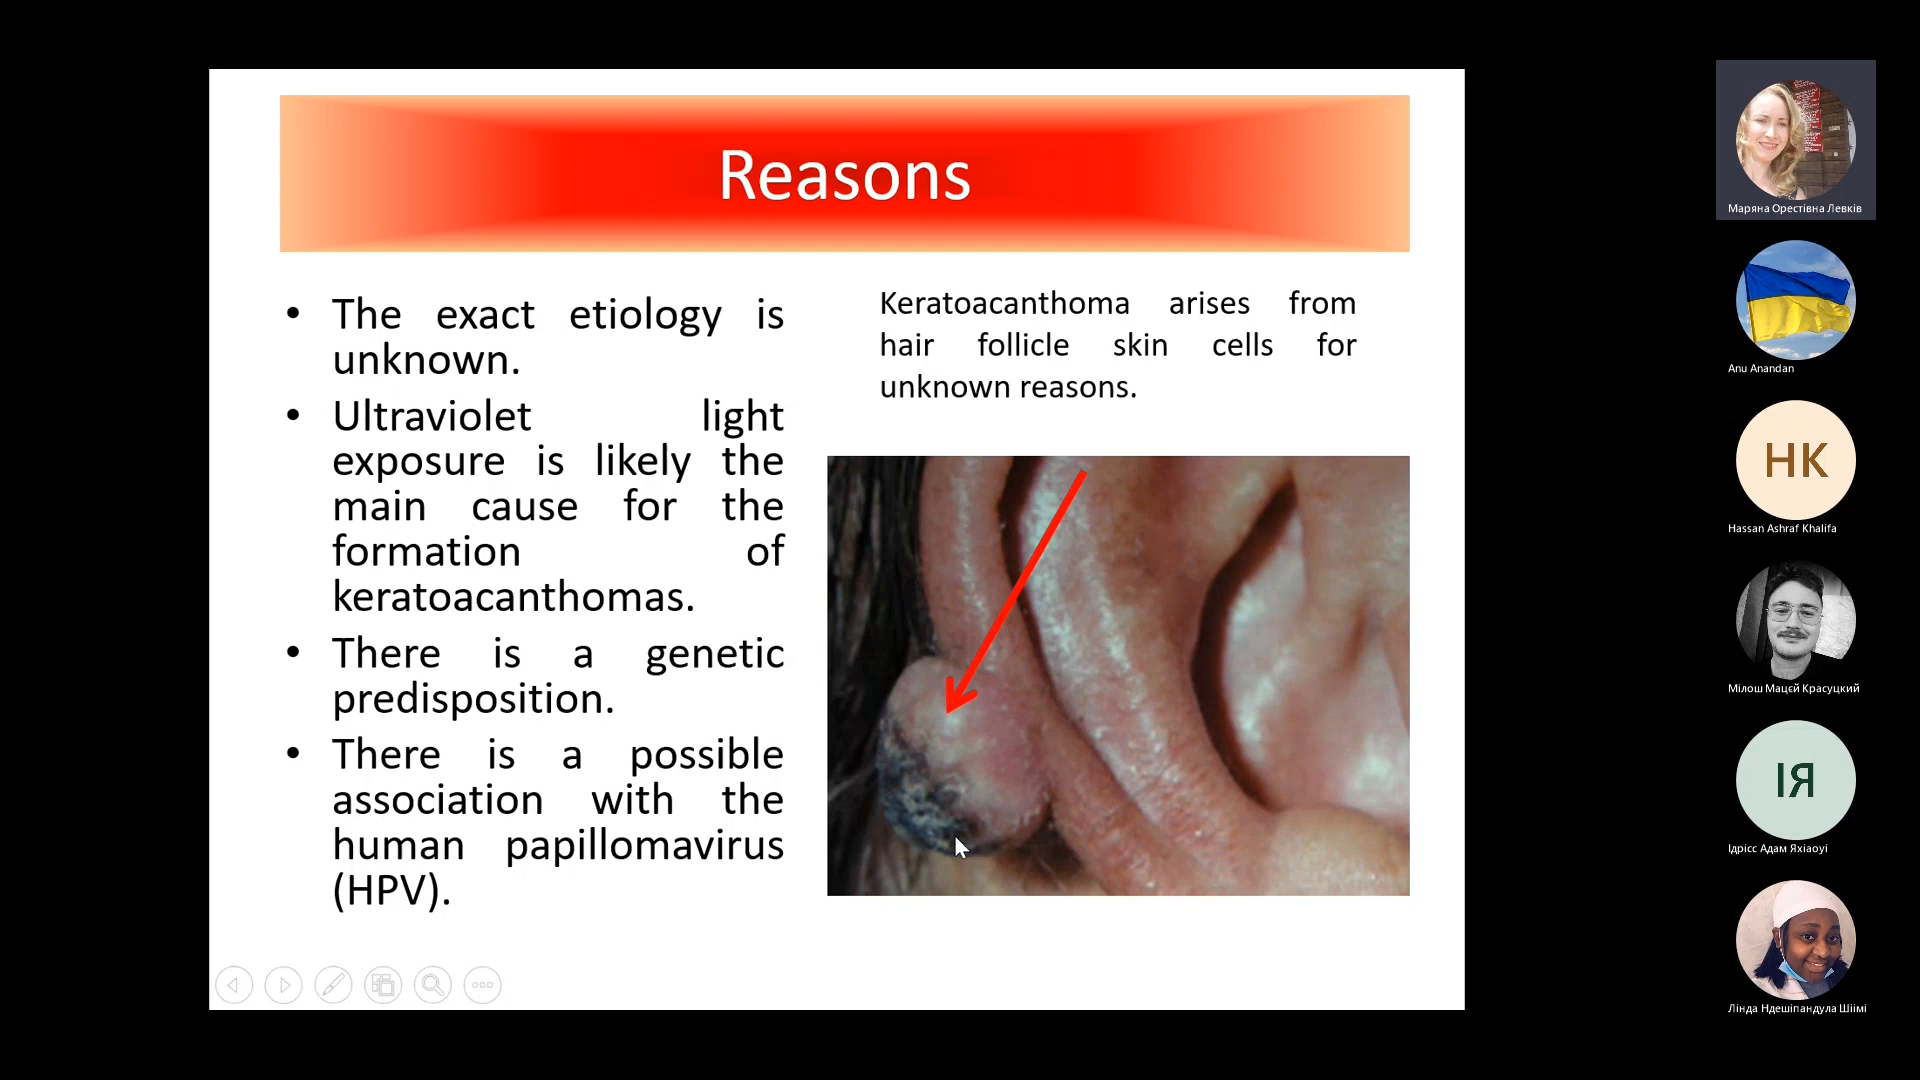 Reasons
• The exact etiology is
unknown.
• Ultraviolet light
exposure is likely the
main cause for the
formation of
keratoacanthomas.
• There is a genetic
predisposition.
• There is a possible
association with the
human papillomavirus
(HPV).
Keratoacanthoma arises from
hair follicle skin cells for
unknown reasons.
Маряна Орестівна Левків
Anu Anandan
HK
Hassan Ashraf Khalifa
Мілош Мацєй Красуцкий
ІЯ
Ідрісс Адам Яхіаоуі
Лінда Ндешіпандула Шіімі